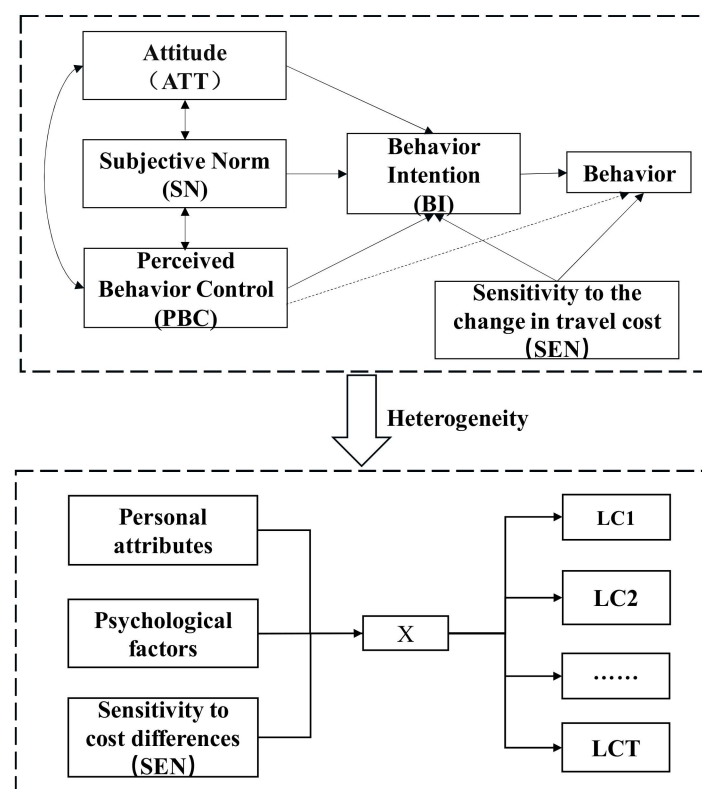 Attitude
（ATT）
Subjective Norm
(SN)
Perceived
Behavior Control
(PBC)
Behavior
Intention
(BI)
Behavior
Sensitivity to the
change in travel cost
(SEN)
Heterogeneity
Personal
attributes
Psychological
factors
Sensitivity to
cost differences
(SEN)
X
LC1
LC2
……
LCT